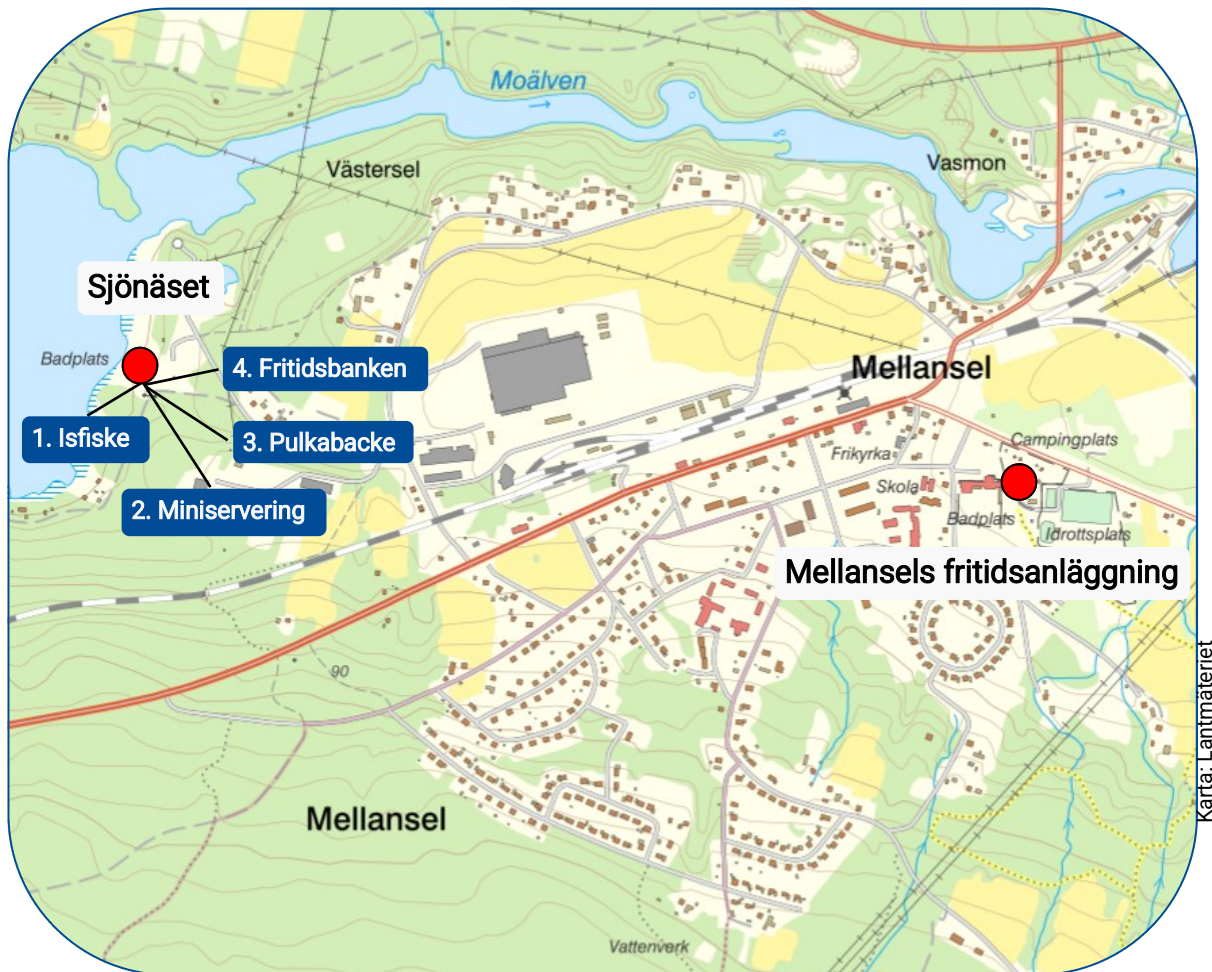 Moälven
Västersel
Vasmon
Sjönäset
Badplats
4. Fritidsbanken
Mellansel
1. Isfiske
3. Pulkabacke
Campingplats
Frikyrka
Skola
2. Miniservering
Badplats
Idrottsplats
Mellansels fritidsanläggning
90
Karta: Lantmäteriet
Mellansel
Vattenverk